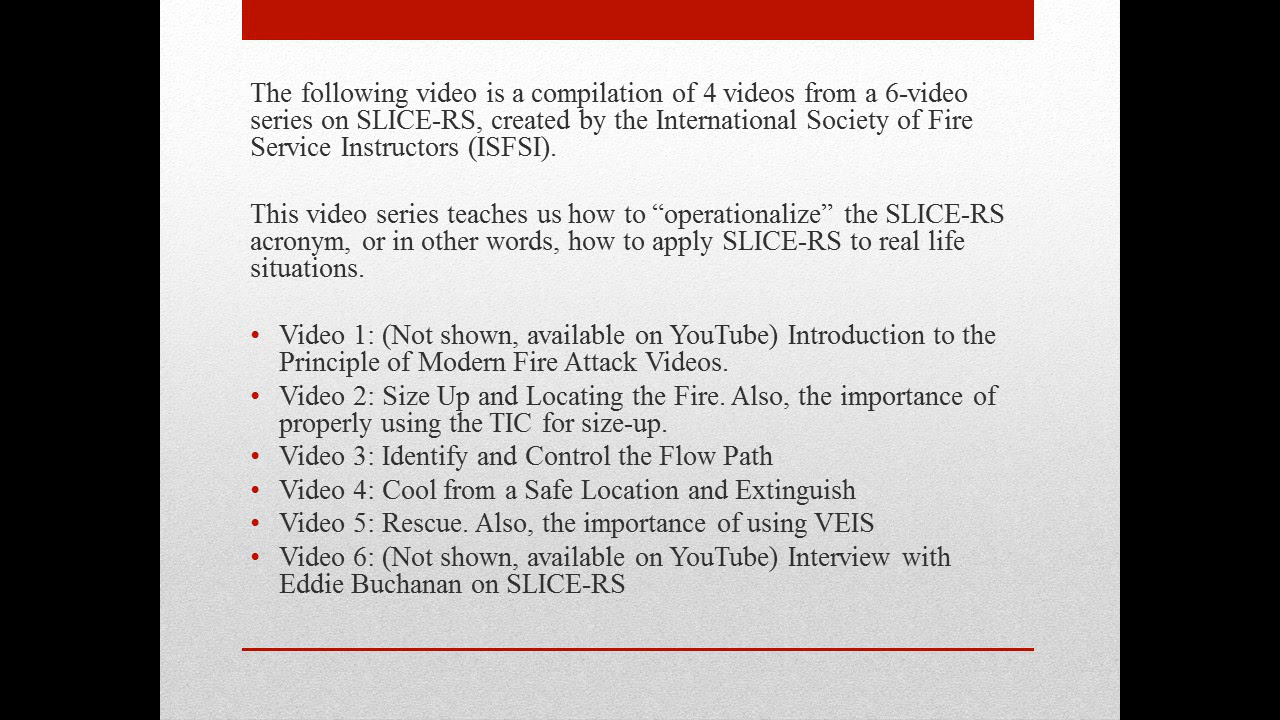 The following video is a compilation of 4 videos from a 6-video
series on SLICE-RS, created by the International Society of Fire
Service Instructors (ISFSI).
This video series teaches us how to “operationalize” the SLICE-RS
acronym, or in other words, how to apply SLICE-RS to real life
situations.
• Video 1: (Not shown, available on YouTube) Introduction to the
Principle of Modern Fire Attack Videos.
• Video 2: Size Up and Locating the Fire. Also, the importance of
properly using the TIC for size-up.
• Video 3: Identify and Control the Flow Path
• Video 4: Cool from a Safe Location and Extinguish
• Video 5: Rescue. Also, the importance of using VEIS
• Video 6: (Not shown, available on YouTube) Interview with
Eddie Buchanan on SLICE-RS